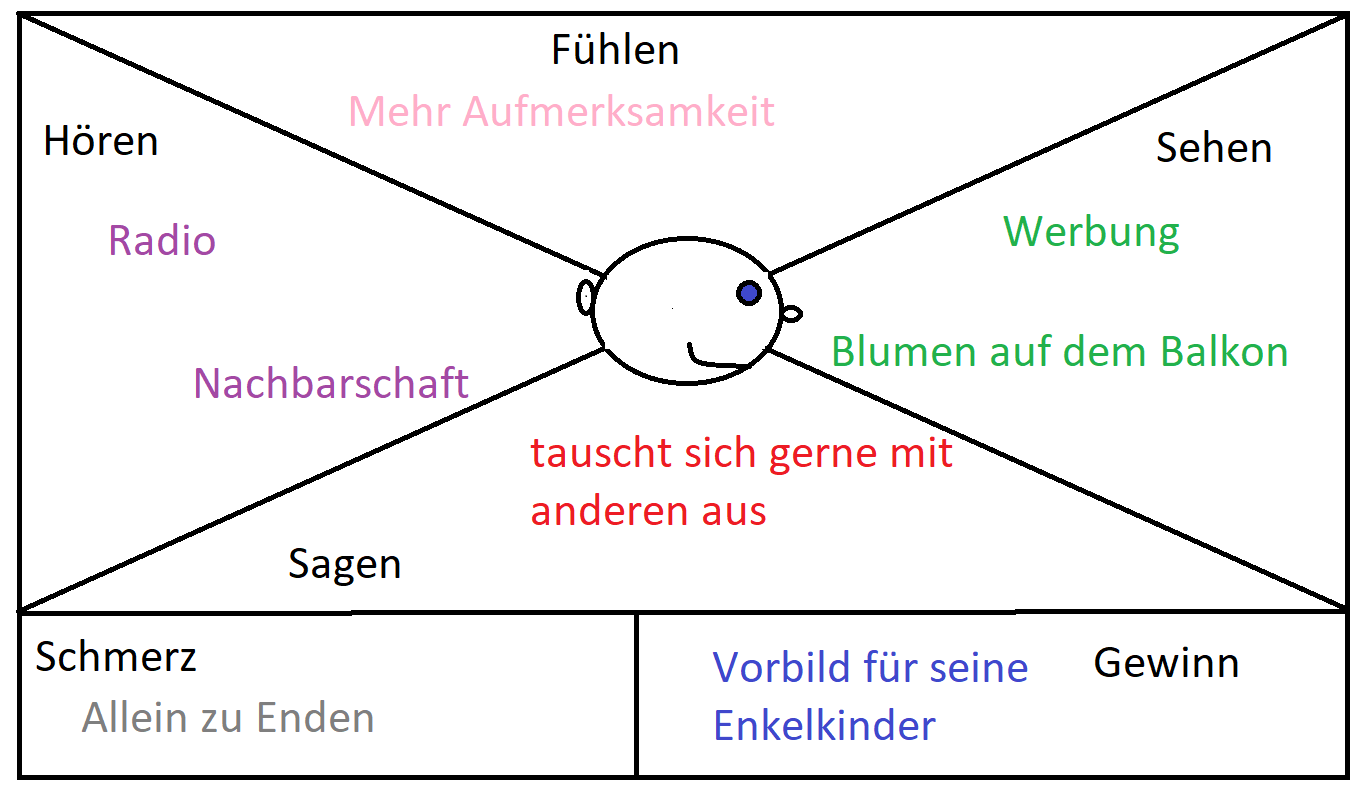 Fühlen
Mehr Aufmerksamkeit
Hören
Radio
Nachbarschaft
Sehen
Werbung
Blumen auf dem Balkon
tauscht sich gerne mit
anderen aus
Sagen
Schmerz
Allein zu Enden
Vorbild für seine
Enkelkinder
Gewinn